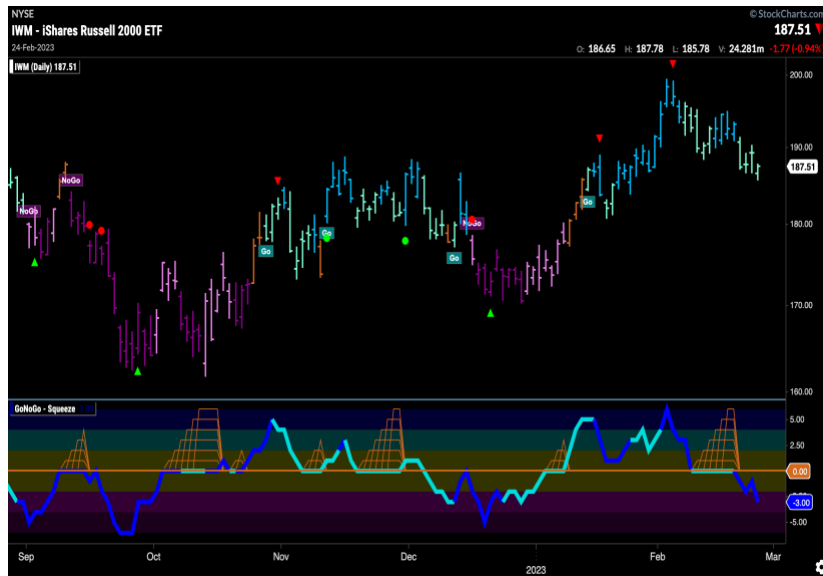 NYSE
© StockCharts.com
IWM - iShares Russell 2000 ETF
187.51
24-Feb-2023
O: 186.65 H: 187.78 L: 185.78 V: 24.281m -1.77 (-0.94%
IWM (Daily) 187.51
200.00
190.00
187.51
180.00
170.00
160.00
NoGo
NoGo
Go
Go
Go
NoGo
Go
GoNoGo - Squeeze
5.00
2.50
0.00
-3.00
-5.00
Sep Oct Nov Dec 2023 Feb Mar